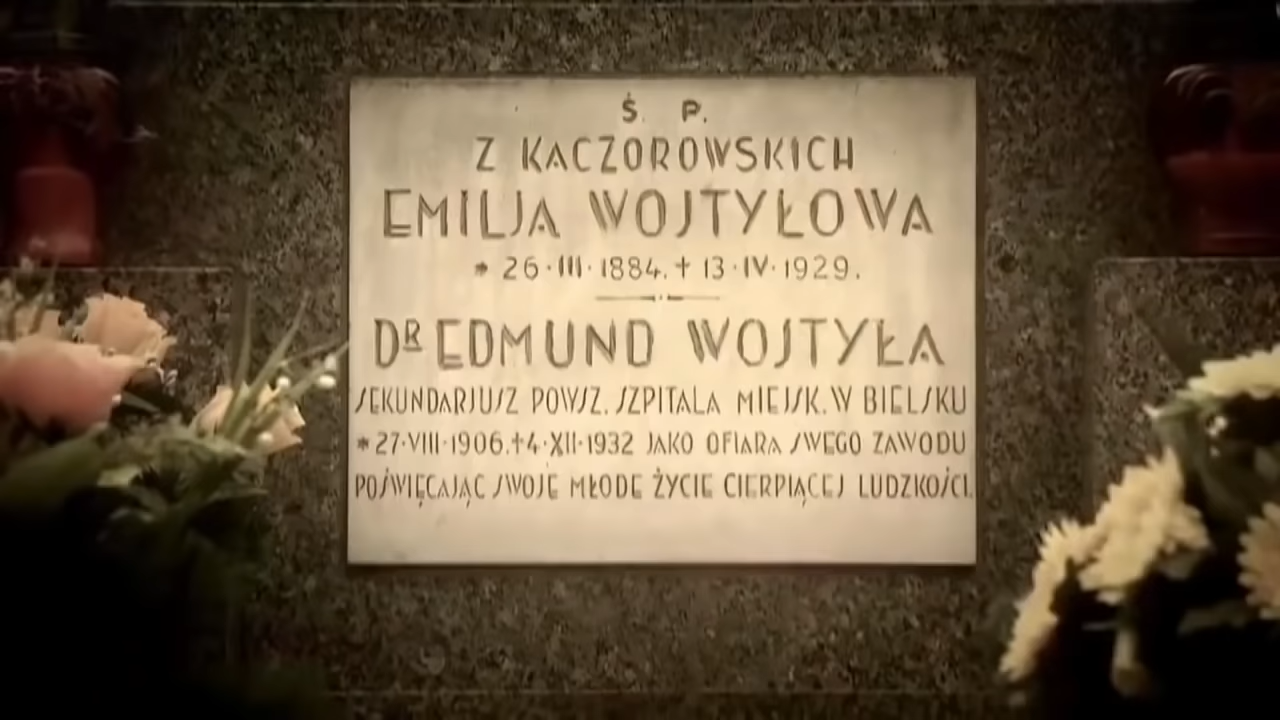 Ś. P.
Z KACZOROWSKICH
EMILJA WOJTYŁOWA
* 26·III·1884. † 13·IV·1929.
DR EDMUND WOJTYŁA
SEKUNDARJUSZ POWSZ. SZPITALA MIEJSK. W BIELSKU
* 27·VIII·1906. † 4·XII·1932 JAKO OFIARA SWEGO ZAWODU
POŚWIĘCAJĄC SWOJE MŁODE ŻYCIE CIERPIĄCEJ LUDZKOŚCI.